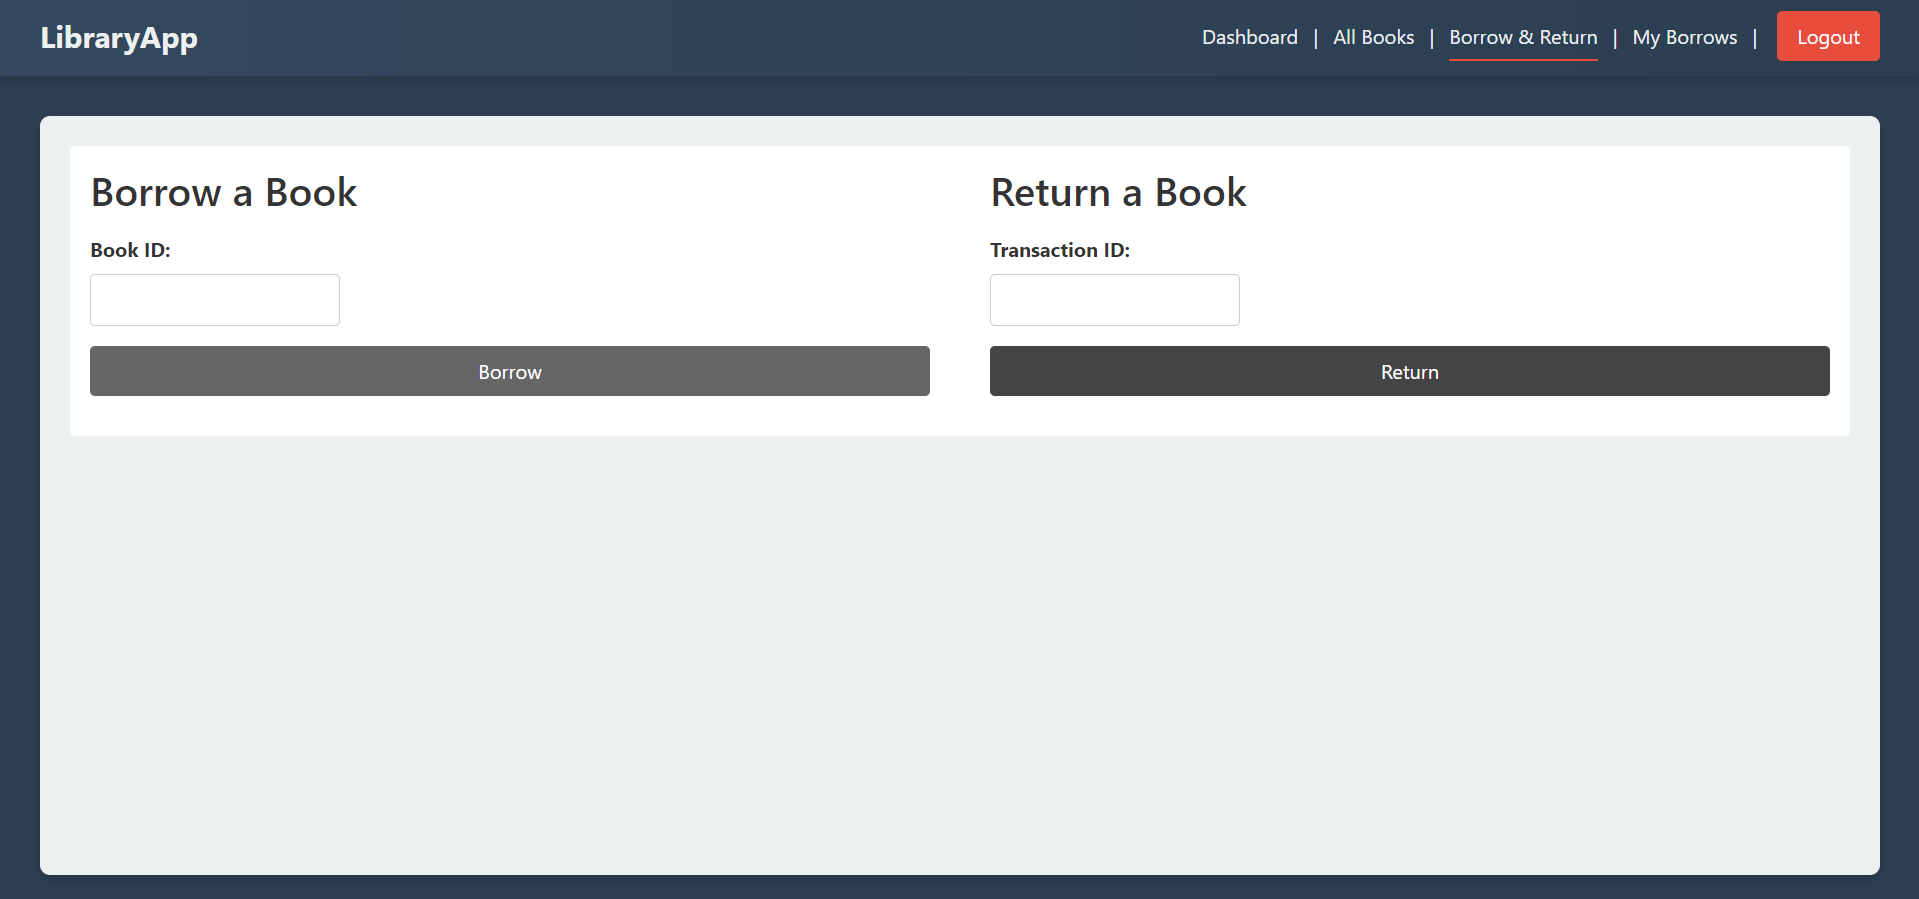 LibraryApp
Dashboard | All Books | Borrow & Return | My Borrows | Logout
Borrow a Book
Book ID:
Borrow
Return a Book
Transaction ID:
Return